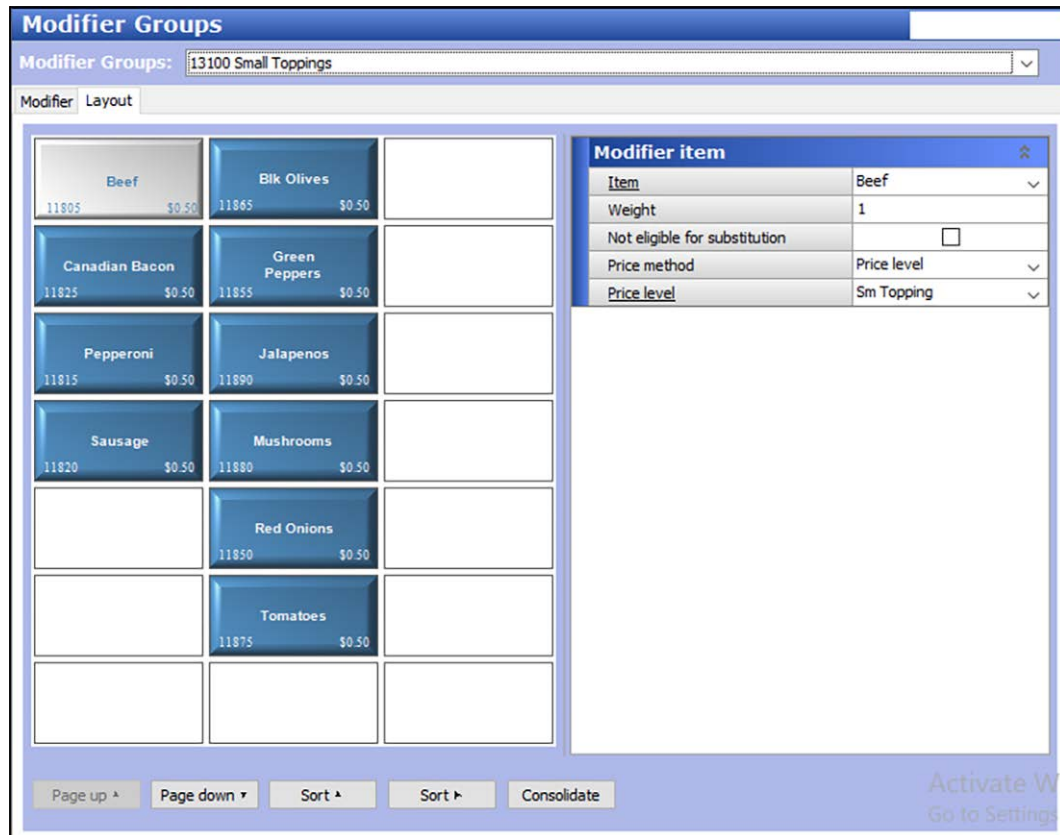 Modifier Groups
Modifier Groups: 13100 Small Toppings
Modifier Layout
Beef
11805 $0.50
Blk Olives
11865 $0.50
Canadian Bacon
11825 $0.50
Green
Peppers
11855 $0.50
Pepperoni
11815 $0.50
Jalapenos
11890 $0.50
Sausage
11820 $0.50
Mushrooms
11880 $0.50
Red Onions
11850 $0.50
Tomatoes
11875 $0.50
Modifier item
Item Beef
Weight 1
Not eligible for substitution
Price method Price level
Price level Sm Topping
Page up Page down Sort Sort Consolidate
Activate W
Go to Settings